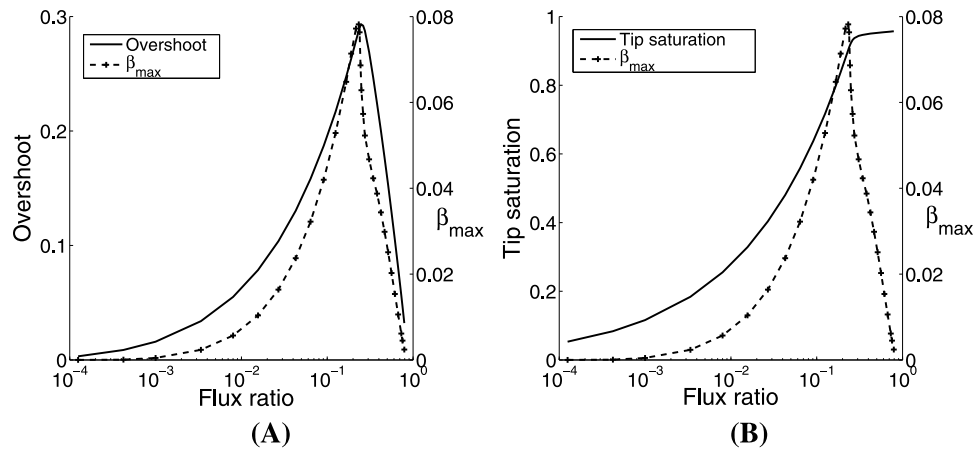 0.3
0.2
0.1
0
Overshoot
Overshoot
β_max
0.08
0.06
0.04
0.02
0
β_max
10^-4
10^-3
10^-2
10^-1
10^0
Flux ratio
(A)
1
0.8
0.6
0.4
0.2
0
Tip saturation
Tip saturation
β_max
0.08
0.06
0.04
0.02
0
β_max
10^-4
10^-3
10^-2
10^-1
10^0
Flux ratio
(B)